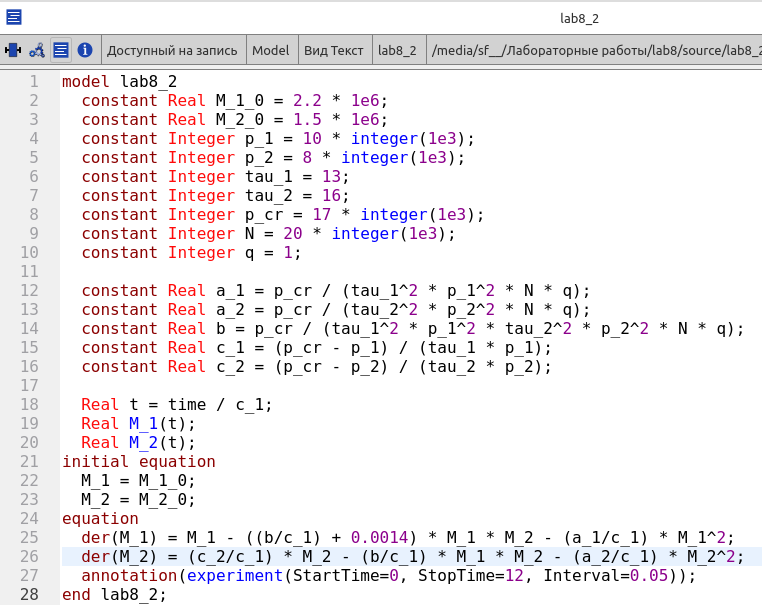 lab8_2
Доступный на запись Model Вид Текст lab8_2 /media/sf__/Лабораторные работы/lab8/source/lab8_2
1 model lab8_2
2 constant Real M_1_0 = 2.2 * 1e6;
3 constant Real M_2_0 = 1.5 * 1e6;
4 constant Integer p_1 = 10 * integer(1e3);
5 constant Integer p_2 = 8 * integer(1e3);
6 constant Integer tau_1 = 13;
7 constant Integer tau_2 = 16;
8 constant Integer p_cr = 17 * integer(1e3);
9 constant Integer N = 20 * integer(1e3);
10 constant Integer q = 1;
11
12 constant Real a_1 = p_cr / (tau_1^2 * p_1^2 * N * q);
13 constant Real a_2 = p_cr / (tau_2^2 * p_2^2 * N * q);
14 constant Real b = p_cr / (tau_1^2 * p_1^2 * tau_2^2 * p_2^2 * N * q);
15 constant Real c_1 = (p_cr - p_1) / (tau_1 * p_1);
16 constant Real c_2 = (p_cr - p_2) / (tau_2 * p_2);
17
18 Real t = time / c_1;
19 Real M_1(t);
20 Real M_2(t);
21 initial equation
22 M_1 = M_1_0;
23 M_2 = M_2_0;
24 equation
25 der(M_1) = M_1 - ((b/c_1) + 0.0014) * M_1 * M_2 - (a_1/c_1) * M_1^2;
26 der(M_2) = (c_2/c_1) * M_2 - (b/c_1) * M_1 * M_2 - (a_2/c_1) * M_2^2;
27 annotation(experiment(StartTime=0, StopTime=12, Interval=0.05));
28 end lab8_2;